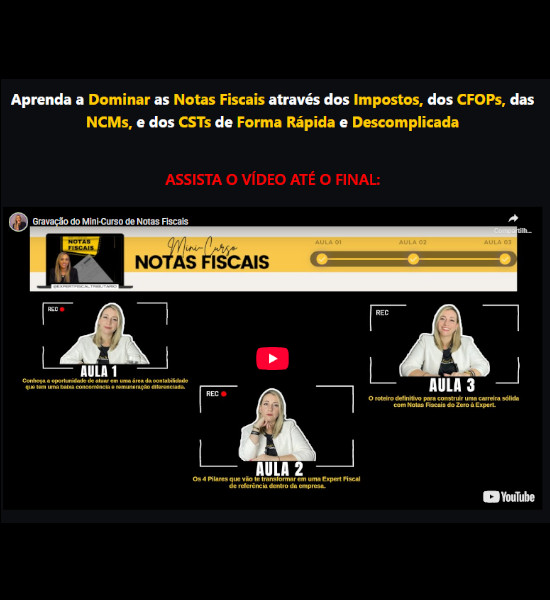 Aprenda a Dominar as Notas Fiscais através dos Impostos, dos CFOPs, das
NCMs, e dos CSTs de Forma Rápida e Descomplicada
ASSISTA O VÍDEO ATÉ O FINAL:
Gravação do Mini-Curso de Notas Fiscais
Compartilh...
NOTAS
FISCAIS
Mini-Curso
NOTAS FISCAIS
AULA 01
AULA 02
AULA 03
REC
AULA 1
Conheça a oportunidade de atuar em uma área da contabilidade
que tem uma baixa concorrência e remuneração diferenciada.
REC
AULA 2
Os 4 Pilares que vão te transformar em uma Expert Fiscal
de referência dentro da empresa.
REC
AULA 3
O roteiro definitivo para construir uma carreira sólida
com Notas Fiscais do Zero à Expert.
YouTube